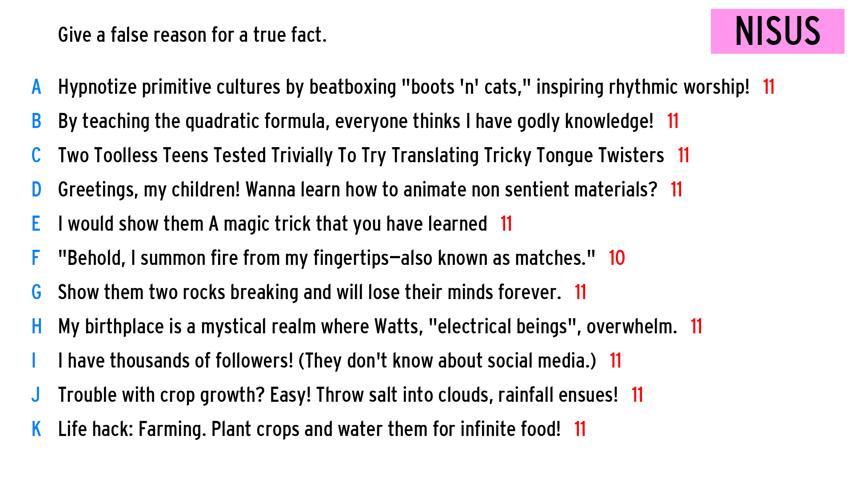 Give a false reason for a true fact.
NISUS
A Hypnotize primitive cultures by beatboxing "boots 'n' cats," inspiring rhythmic worship! 11
B By teaching the quadratic formula, everyone thinks I have godly knowledge! 11
C Two Toolless Teens Tested Trivially To Try Translating Tricky Tongue Twisters 11
D Greetings, my children! Wanna learn how to animate non sentient materials? 11
E I would show them A magic trick that you have learned 11
F "Behold, I summon fire from my fingertips—also known as matches." 10
G Show them two rocks breaking and will lose their minds forever. 11
H My birthplace is a mystical realm where Watts, "electrical beings", overwhelm. 11
I I have thousands of followers! (They don't know about social media.) 11
J Trouble with crop growth? Easy! Throw salt into clouds, rainfall ensues! 11
K Life hack: Farming. Plant crops and water them for infinite food! 11